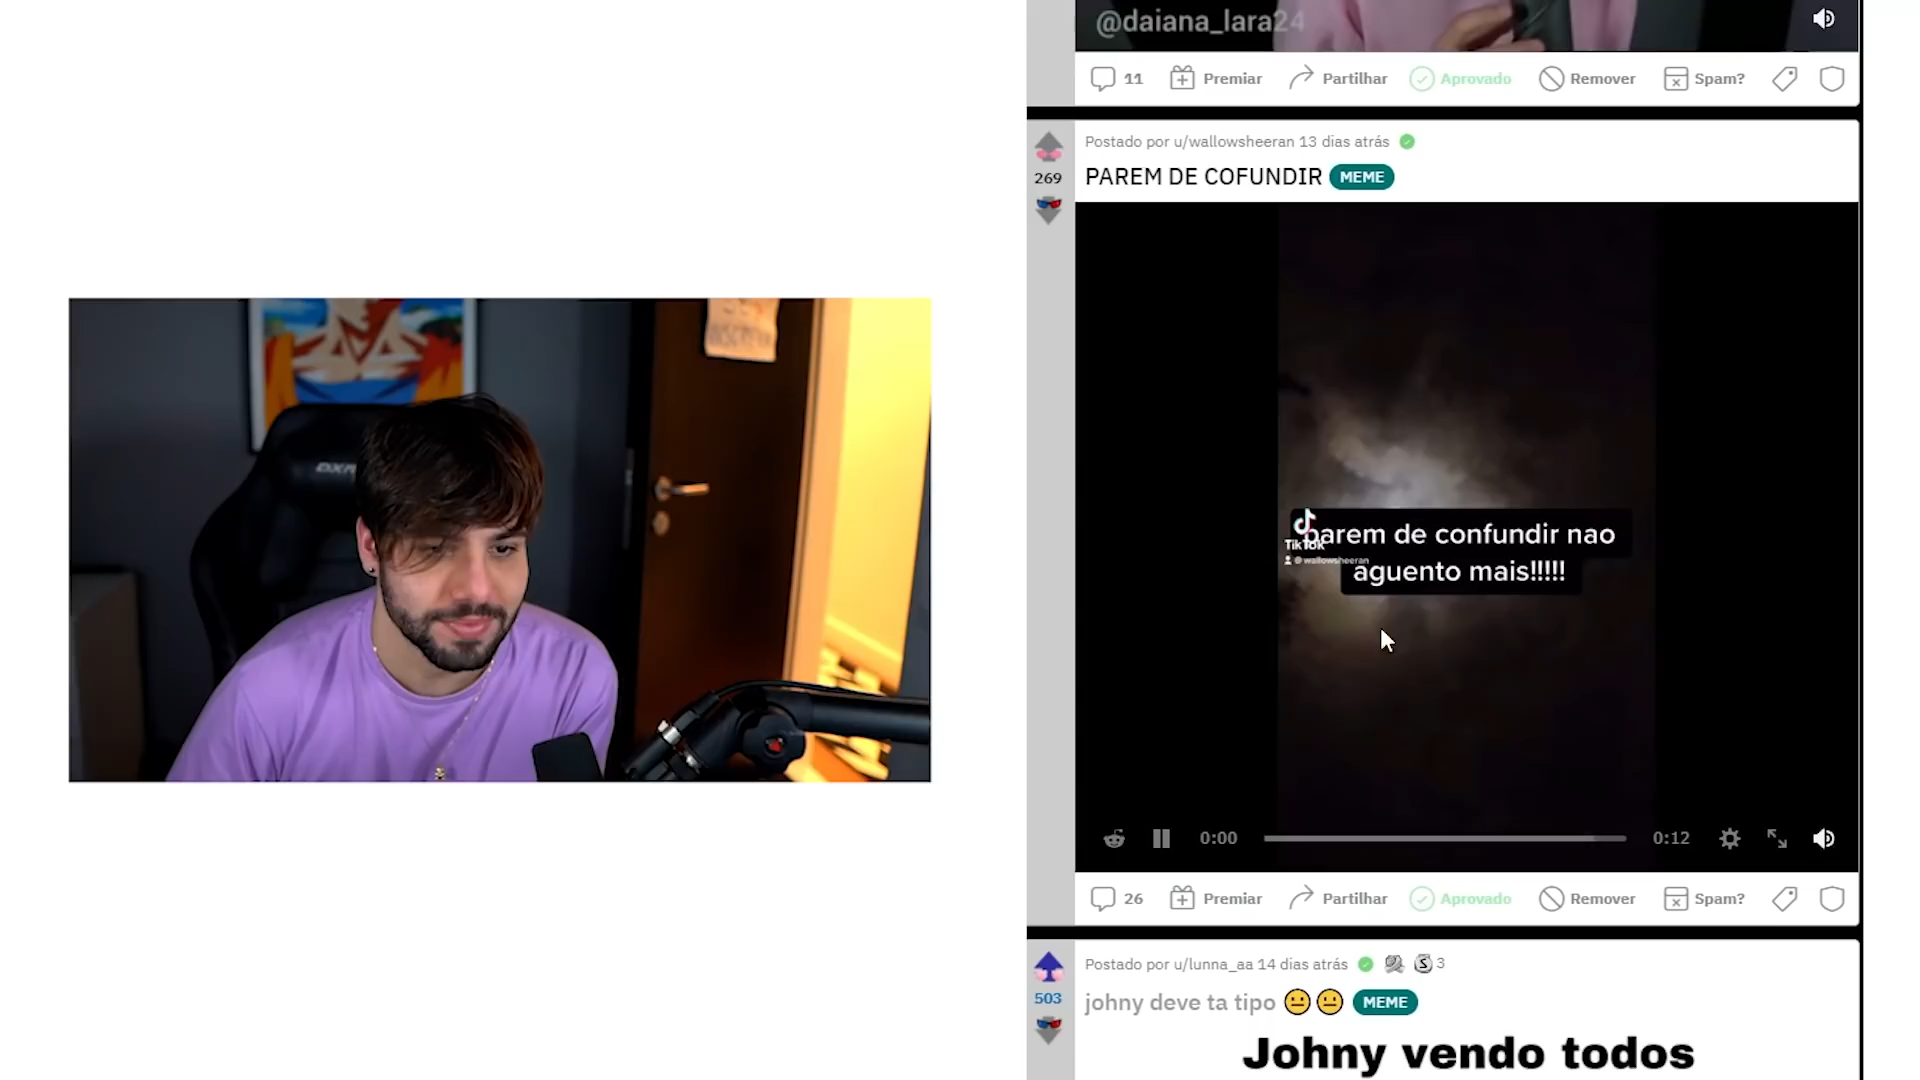 @daiana_lara24
11 Premiar Partilhar Aprovado Remover Spam?
Postado por u/wallowsheeran 13 dias atrás
269
PAREM DE COFUNDIR MEME
parem de confundir nao
TikTok
@wallowsheeran
aguento mais!!!!!
0:00 0:12
26 Premiar Partilhar Aprovado Remover Spam?
Postado por u/lunna_aa 14 dias atrás 3
503
johny deve ta tipo 😐 😐 MEME
Johny vendo todos